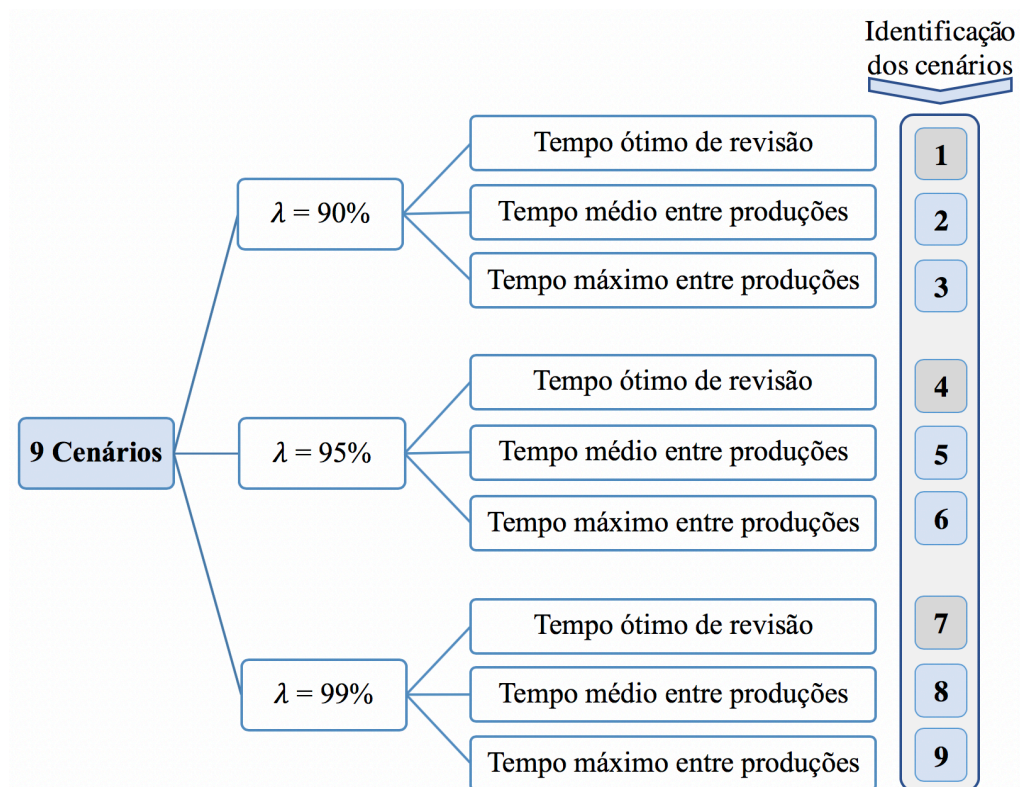 Identificação
dos cenários
9 Cenários
λ = 90%
Tempo ótimo de revisão
1
Tempo médio entre produções
2
Tempo máximo entre produções
3
λ = 95%
Tempo ótimo de revisão
4
Tempo médio entre produções
5
Tempo máximo entre produções
6
λ = 99%
Tempo ótimo de revisão
7
Tempo médio entre produções
8
Tempo máximo entre produções
9